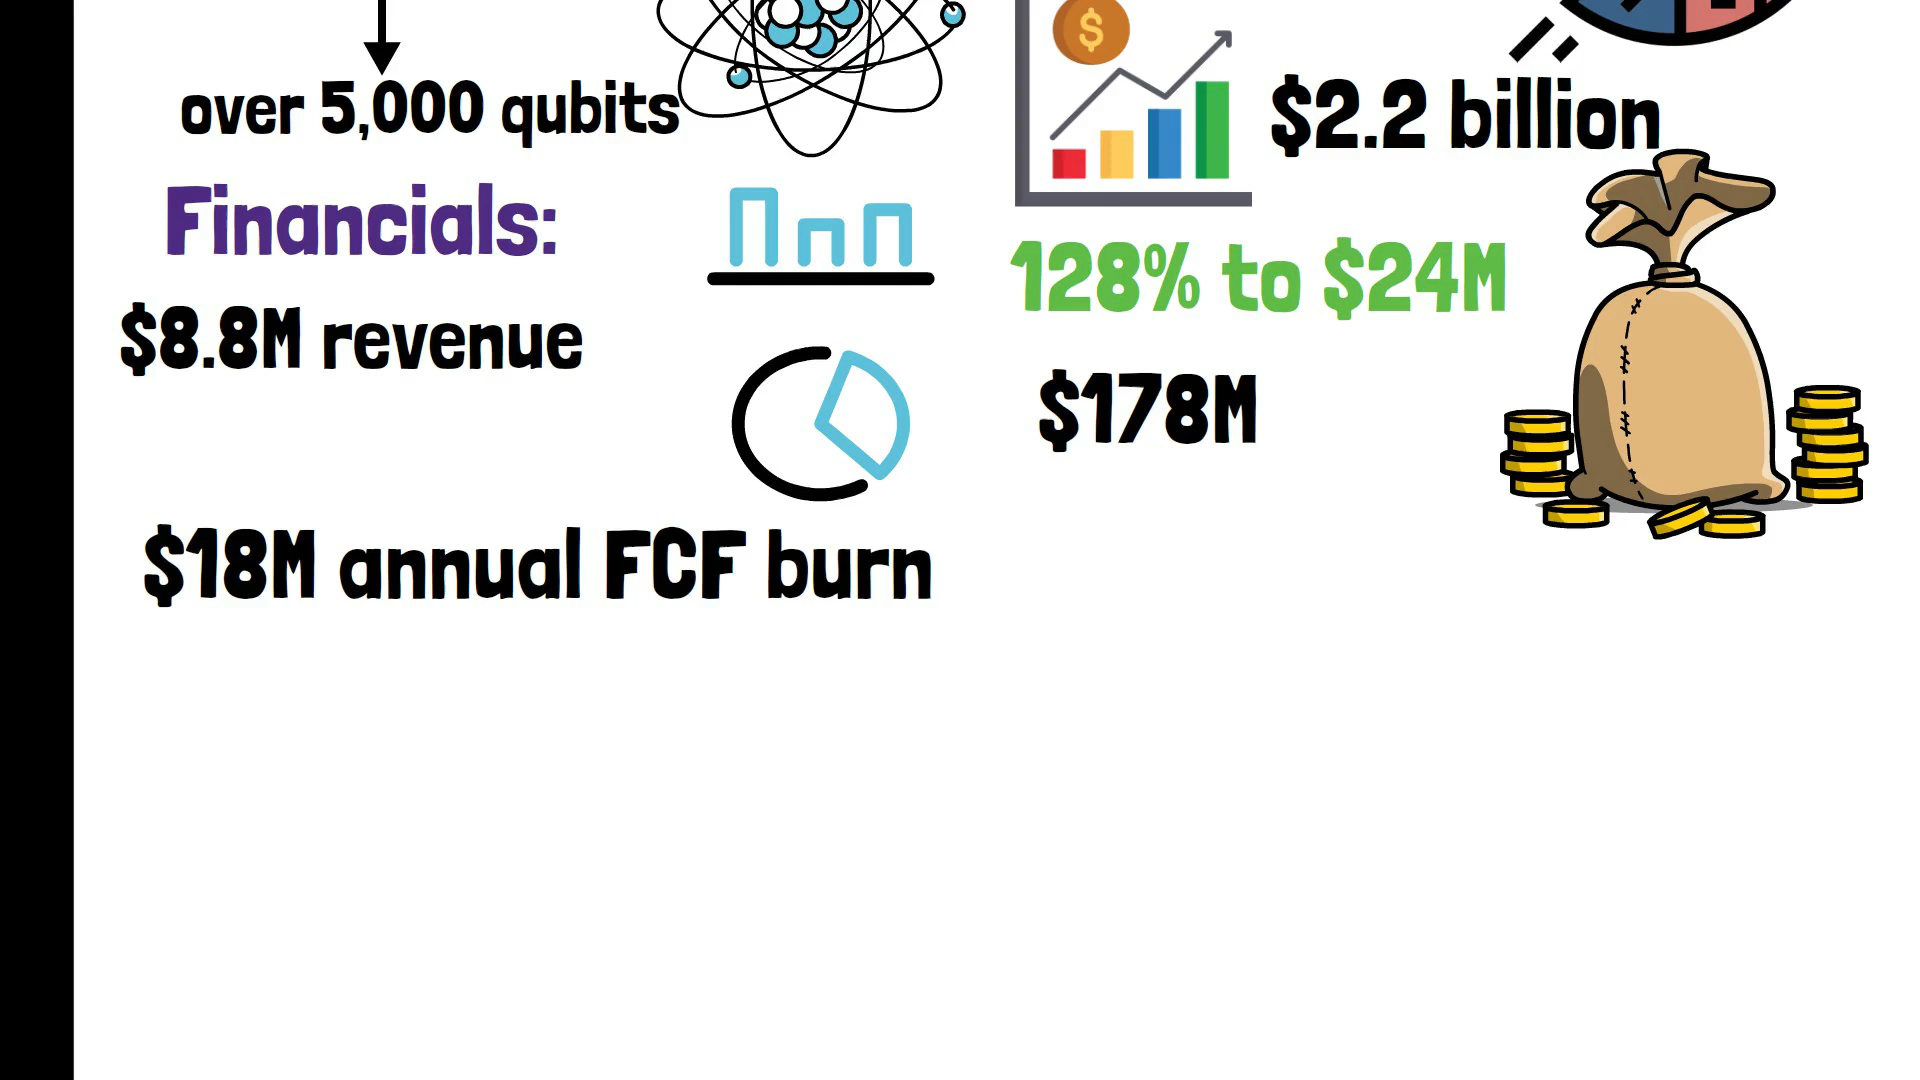 over 5,000 qubits
Financials:
$8.8M revenue
$18M annual FCF burn
$
$2.2 billion
128% to $24M
$178M